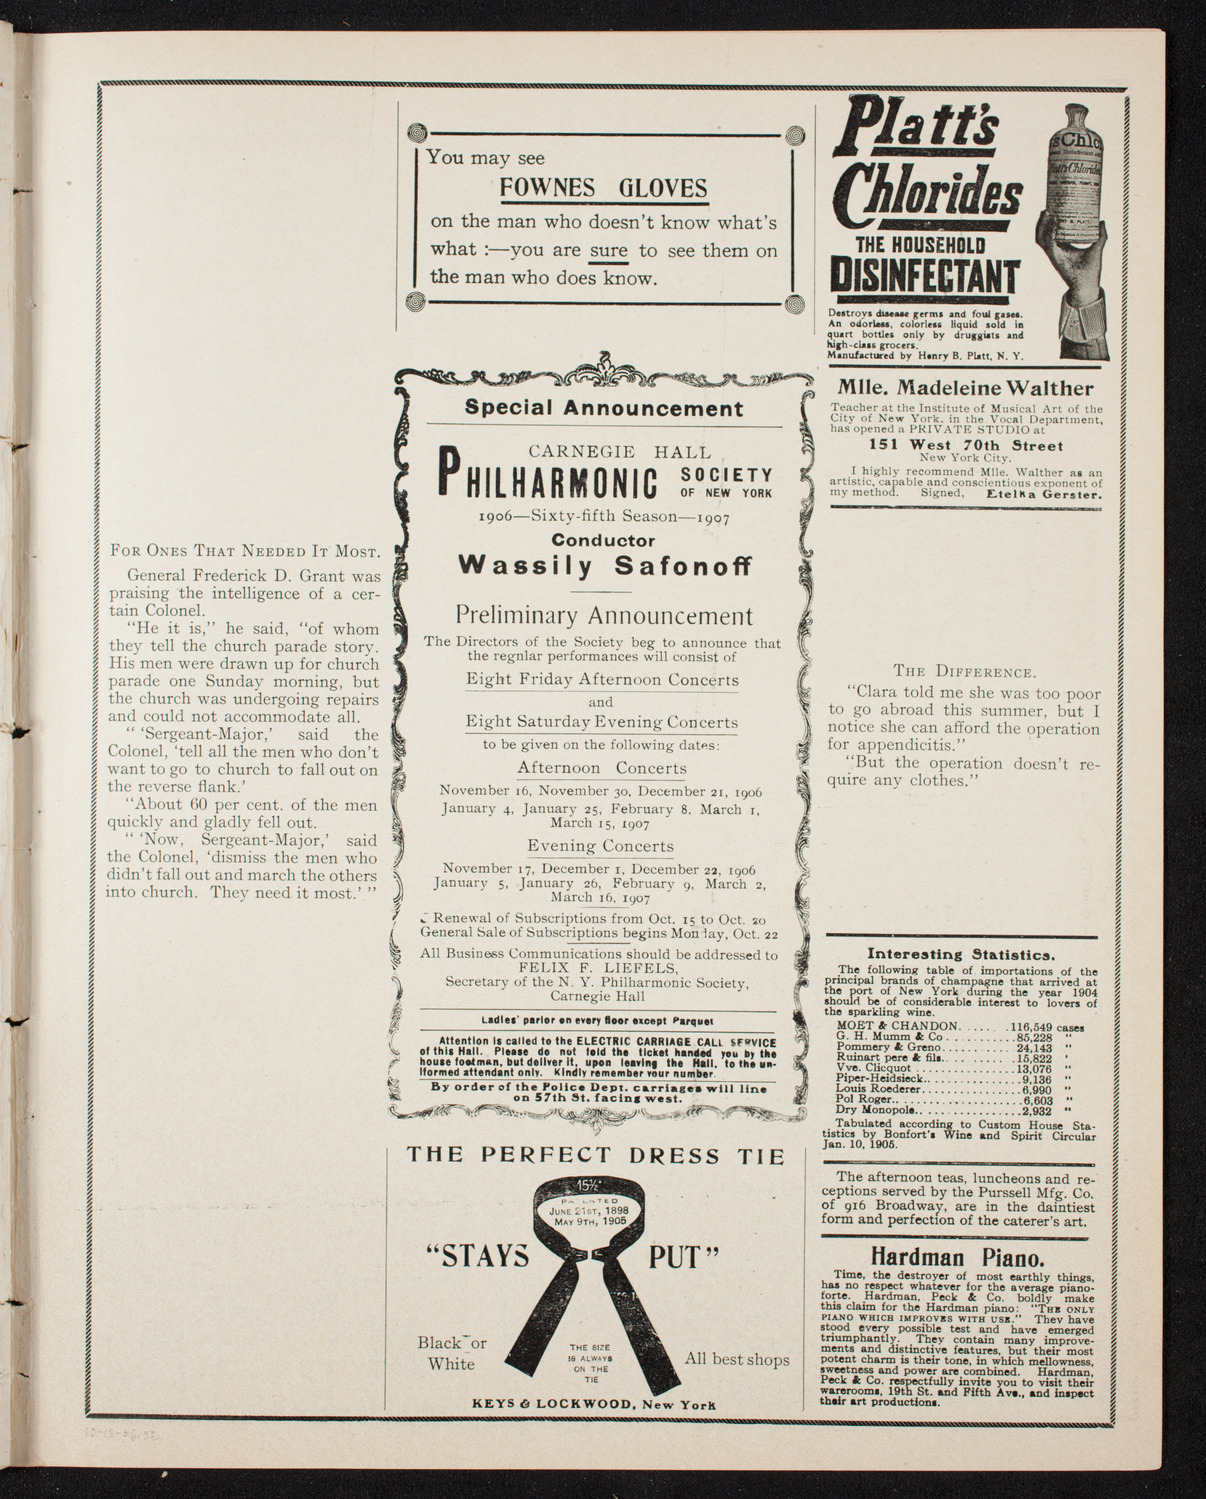 For Ones That Needed It Most.
General Frederick D. Grant was
praising the intelligence of a cer-
tain Colonel.
"He it is," he said, "of whom
they tell the church parade story.
His men were drawn up for church
parade one Sunday morning, but
the church was undergoing repairs
and could not accommodate all.
" 'Sergeant-Major,' said the
Colonel, 'tell all the men who don't
want to go to church to fall out on
the reverse flank.'
"About 60 per cent. of the men
quickly and gladly fell out.
" 'Now, Sergeant-Major,' said
the Colonel, 'dismiss the men who
didn't fall out and march the others
into church. They need it most.' "
You may see
FOWNES GLOVES
on the man who doesn't know what's
what :—you are sure to see them on
the man who does know.
Special Announcement
CARNEGIE HALL
PHILHARMONIC SOCIETY
OF NEW YORK
1906—Sixty-fifth Season—1907
Conductor
Wassily Safonoff
Preliminary Announcement
The Directors of the Society beg to announce that
the regnlar performances will consist of
Eight Friday Afternoon Concerts
and
Eight Saturday Evening Concerts
to be given on the following dates:
Afternoon Concerts
November 16, November 30, December 21, 1906
January 4, January 25, February 8, March 1,
March 15, 1907
Evening Concerts
November 17, December 1, December 22, 1906
January 5, January 26, February 9, March 2,
March 16, 1907
Renewal of Subscriptions from Oct. 15 to Oct. 20
General Sale of Subscriptions begins Monday, Oct. 22
All Business Communications should be addressed to
FELIX F. LIEFELS,
Secretary of the N. Y. Philharmonic Society,
Carnegie Hall
Ladies' parlor on every floor except Parquet
Attention is called to the ELECTRIC CARRIAGE CALL SERVICE
of this Hall. Please do not fold the ticket handed you by the
house footman, but deliver it, upon leaving the Hall, to the un-
iformed attendant only. Kindly remember your number.
By order of the Police Dept. carriages will line
on 57th St. facing west.
THE PERFECT DRESS TIE
15½
PATENTED
JUNE 21ST, 1898
MAY 9TH, 1905
"STAYS PUT"
Black or
White
THE SIZE
IS ALWAYS
ON THE
TIE
All best shops
KEYS & LOCKWOOD, New York
Platt's
Chlorides
THE HOUSEHOLD
DISINFECTANT
Destroys disease germs and foul gases.
An odorless, colorless liquid sold in
quart bottles only by druggists and
high-class grocers.
Manufactured by Henry B. Platt, N. Y.
Platt's Chlorides
Mlle. Madeleine Walther
Teacher at the Institute of Musical Art of the
City of New York, in the Vocal Department,
has opened a PRIVATE STUDIO at
151 West 70th Street
New York City.
I highly recommend Mlle. Walther as an
artistic, capable and conscientious exponent of
my method. Signed, Etelka Gerster.
The Difference.
"Clara told me she was too poor
to go abroad this summer, but I
notice she can afford the operation
for appendicitis."
"But the operation doesn't re-
quire any clothes."
Interesting Statistics.
The following table of importations of the
principal brands of champagne that arrived at
the port of New York during the year 1904
should be of considerable interest to lovers of
the sparkling wine.
MOET & CHANDON. . . . . . .116,549 cases
G. H. Mumm & Co . . . . . . . . . .85,228 "
Pommery & Greno. . . . . . . . . . . 24,143 "
Ruinart pere & fils. . . . . . . . . . .15,822 "
Vve. Clicquot . . . . . . . . . . . . . . .13,076 "
Piper-Heidsieck. . . . . . . . . . . . . . 9,136 "
Louis Roederer. . . . . . . . . . . . . . .6,990 "
Pol Roger. . . . . . . . . . . . . . . . . . 6,603 "
Dry Monopole. . . . . . . . . . . . . . .2,932 "
Tabulated according to Custom House Sta-
tistics by Bonfort's Wine and Spirit Circular
Jan. 10, 1905.
The afternoon teas, luncheons and re-
ceptions served by the Purssell Mfg. Co.
of 916 Broadway, are in the daintiest
form and perfection of the caterer's art.
Hardman Piano.
Time, the destroyer of most earthly things,
has no respect whatever for the average piano-
forte. Hardman, Peck & Co. boldly make
this claim for the Hardman piano: "The only
piano which improves with use." They have
stood every possible test and have emerged
triumphantly. They contain many improve-
ments and distinctive features, but their most
potent charm is their tone, in which mellowness,
sweetness and power are combined. Hardman,
Peck & Co. respectfully invite you to visit their
warerooms, 19th St. and Fifth Ave., and inspect
their art productions.